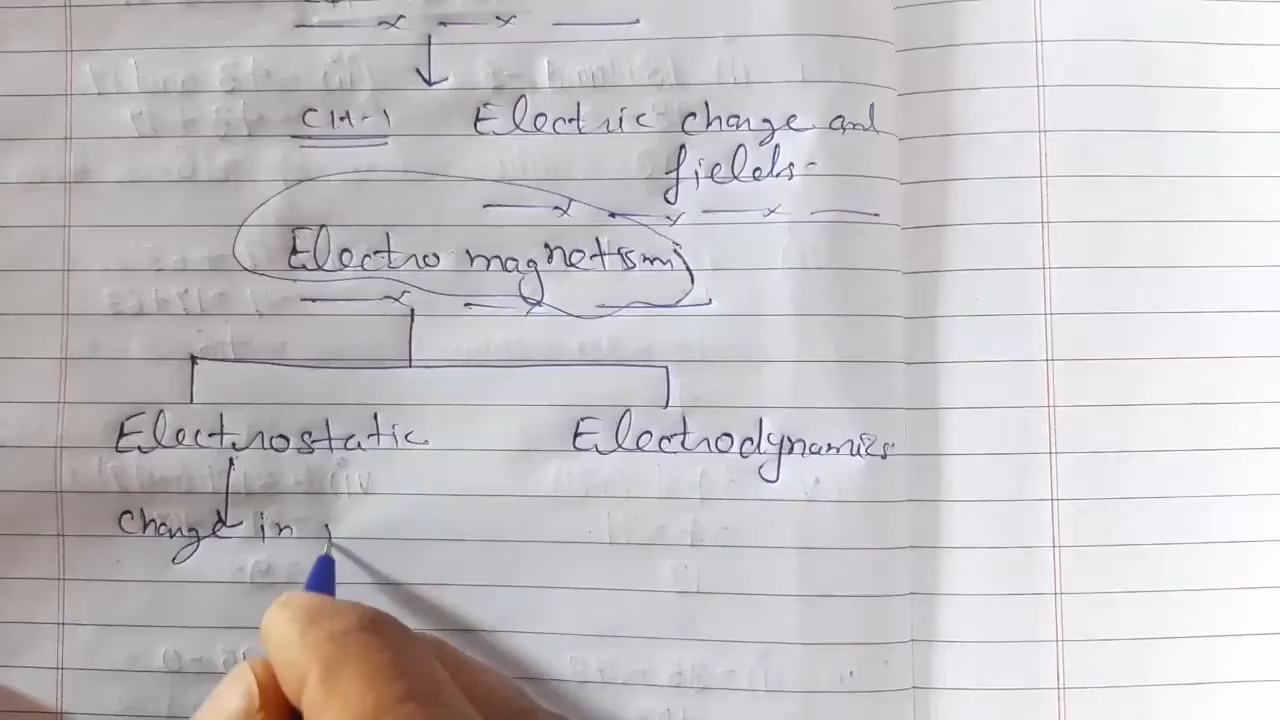 CH-1 Electric charge and
fields-
Electro magnetism
Electrostatic Electrodynamics
Charge in